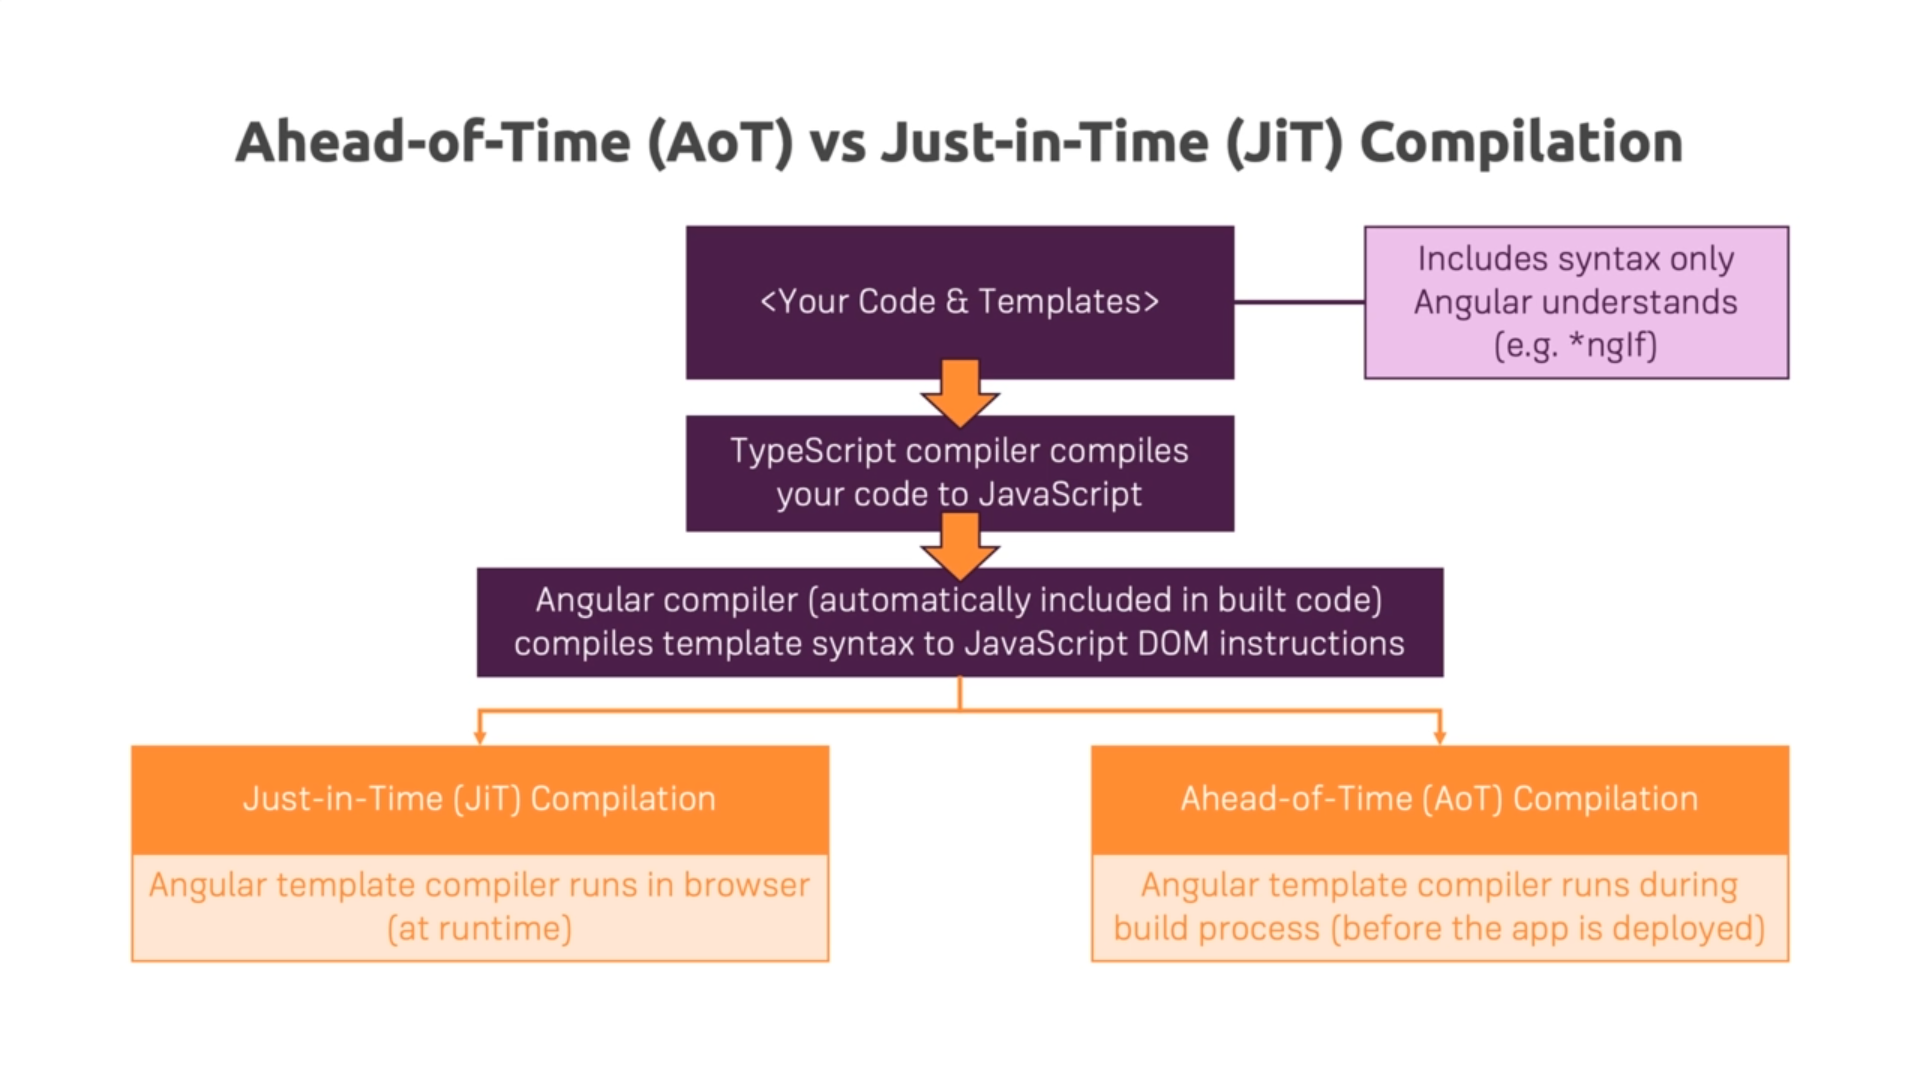 Ahead-of-Time (AoT) vs Just-in-Time (JiT) Compilation
<Your Code & Templates>
Includes syntax only
Angular understands
(e.g. *ngIf)
TypeScript compiler compiles
your code to JavaScript
Angular compiler (automatically included in built code)
compiles template syntax to JavaScript DOM instructions
Just-in-Time (JiT) Compilation
Angular template compiler runs in browser
(at runtime)
Ahead-of-Time (AoT) Compilation
Angular template compiler runs during
build process (before the app is deployed)